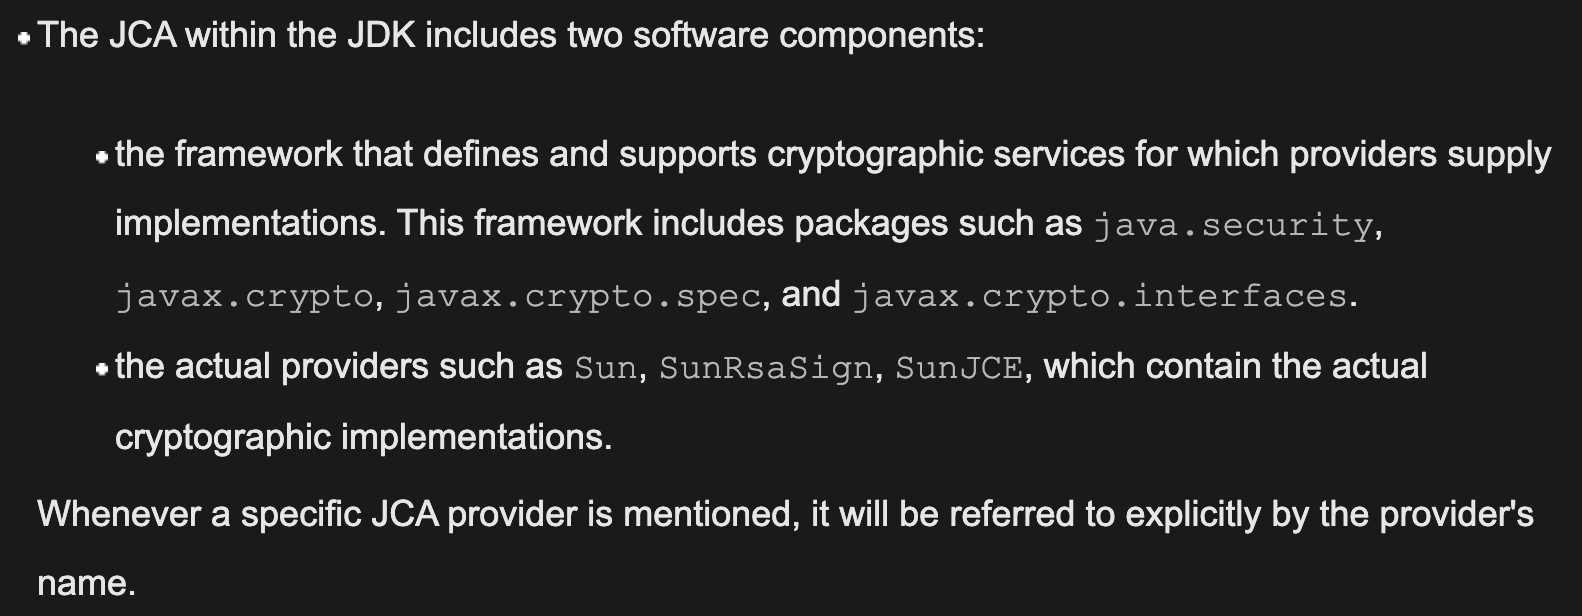 • The JCA within the JDK includes two software components:
• the framework that defines and supports cryptographic services for which providers supply
implementations. This framework includes packages such as java.security,
javax.crypto, javax.crypto.spec, and javax.crypto.interfaces.
• the actual providers such as Sun, SunRsaSign, SunJCE, which contain the actual
cryptographic implementations.
Whenever a specific JCA provider is mentioned, it will be referred to explicitly by the provider's
name.